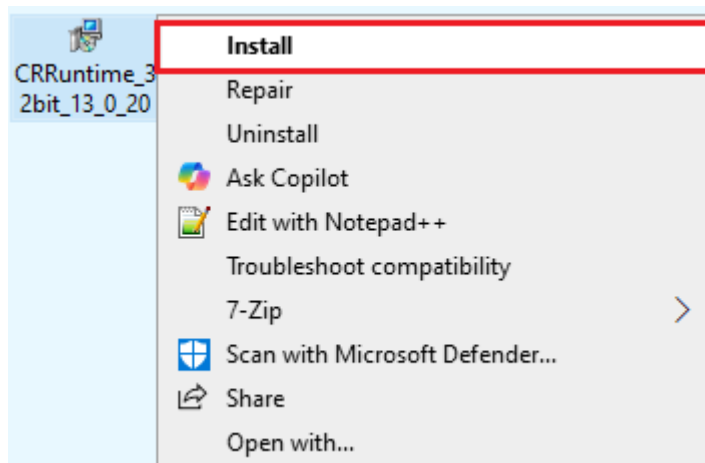 CRRuntime_3
2bit_13_0_20
Install
Repair
Uninstall
Ask Copilot
Edit with Notepad++
Troubleshoot compatibility
7-Zip
Scan with Microsoft Defender...
Share
Open with...